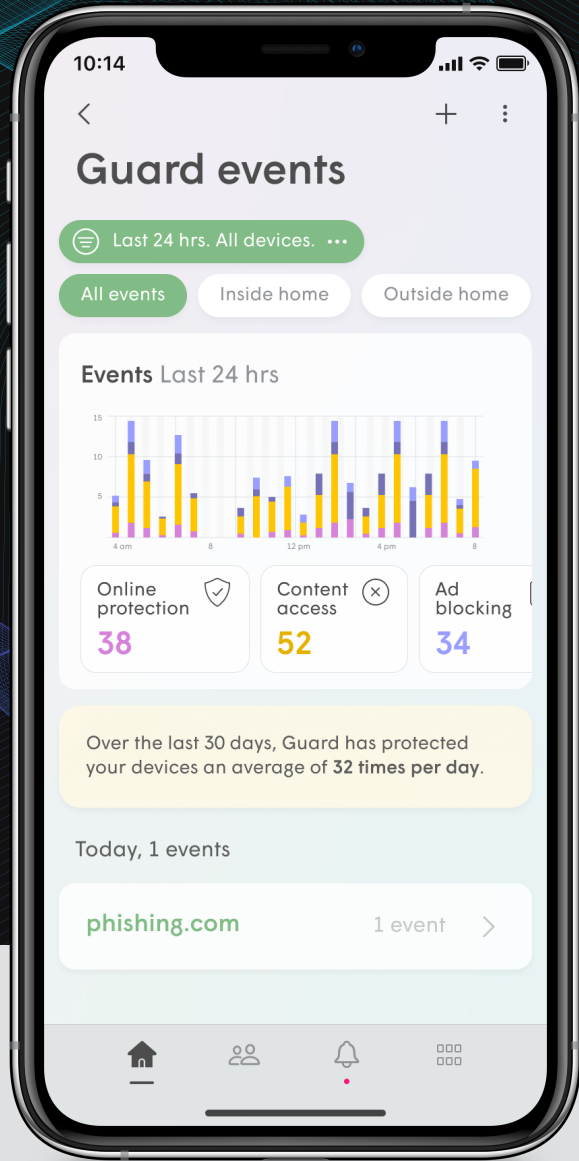 10:14
Guard events
Last 24 hrs. All devices.
All events Inside home Outside home
Events Last 24 hrs
15
10
5
4 am 8 12 pm 4 pm 8
Online
protection
38
Content
access
52
Ad
blocking
34
Over the last 30 days, Guard has protected
your devices an average of 32 times per day.
Today, 1 events
phishing.com 1 event